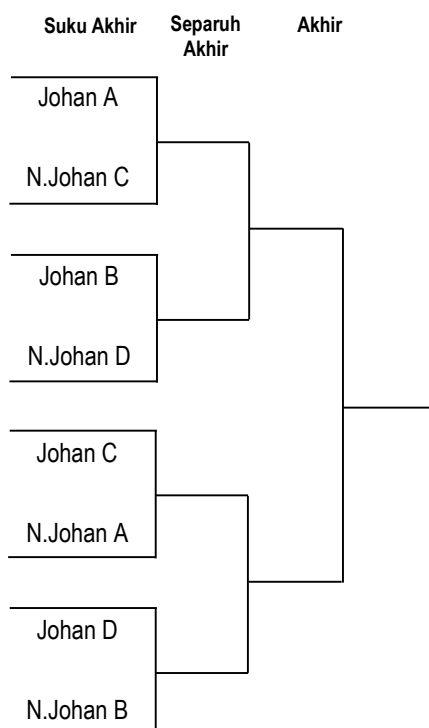 Suku Akhir
Separuh
Akhir
Akhir
Johan A
N.Johan C
Johan B
N.Johan D
Johan C
N.Johan A
Johan D
N.Johan B